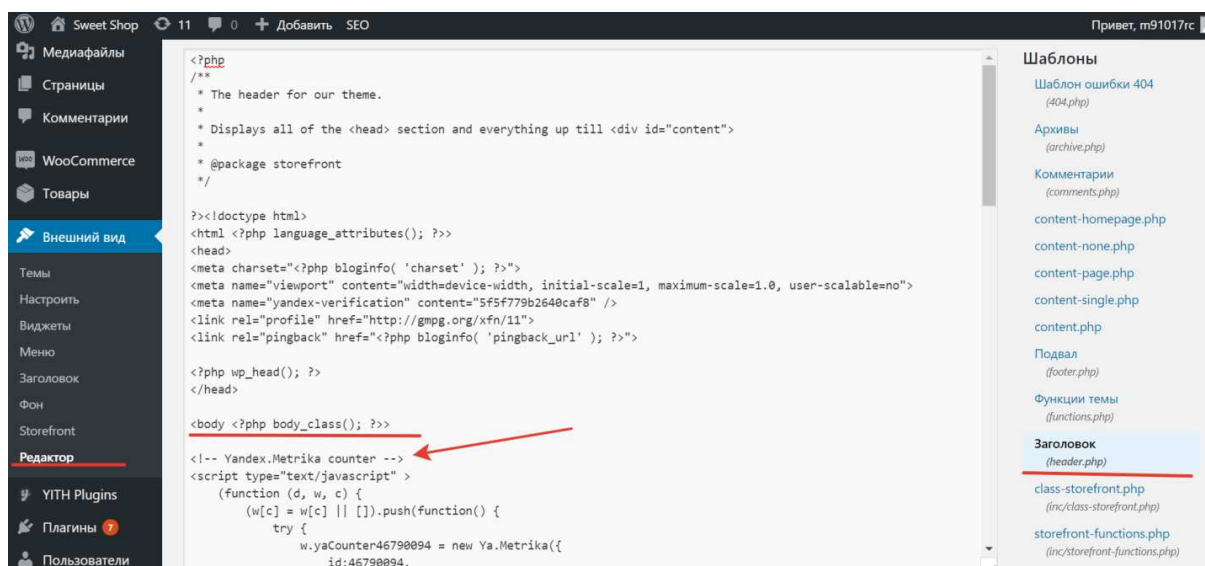 Sweet Shop 11 0 + Добавить SEO Привет, m91017rc
Медиафайлы
Страницы
Комментарии
WooCommerce
Товары
Внешний вид
Темы
Настроить
Виджеты
Меню
Заголовок
Фон
Storefront
Редактор
YITH Plugins
Плагины 7
Пользователи
<?php
/**
* The header for our theme.
*
* Displays all of the <head> section and everything up till <div id="content">
*
* @package storefront
*/
?><!doctype html>
<html <?php language_attributes(); ?>>
<head>
<meta charset="<?php bloginfo( 'charset' ); ?>">
<meta name="viewport" content="width=device-width, initial-scale=1, maximum-scale=1.0, user-scalable=no">
<meta name="yandex-verification" content="5f5f779b2640caf8" />
<link rel="profile" href="http://gmpg.org/xfn/11">
<link rel="pingback" href="<?php bloginfo( 'pingback_url' ); ?>">
<?php wp_head(); ?>
</head>
<body <?php body_class(); ?>>
<!-- Yandex.Metrika counter -->
<script type="text/javascript" >
(function (d, w, c) {
(w[c] = w[c] || []).push(function() {
try {
w.yaCounter46790094 = new Ya.Metrika({
id:46790094,
Шаблоны
Шаблон ошибки 404
(404.php)
Архивы
(archive.php)
Комментарии
(comments.php)
content-homepage.php
content-none.php
content-page.php
content-single.php
content.php
Подвал
(footer.php)
Функции темы
(functions.php)
Заголовок
(header.php)
class-storefront.php
(inc/class-storefront.php)
storefront-functions.php
(inc/storefront-functions.php)